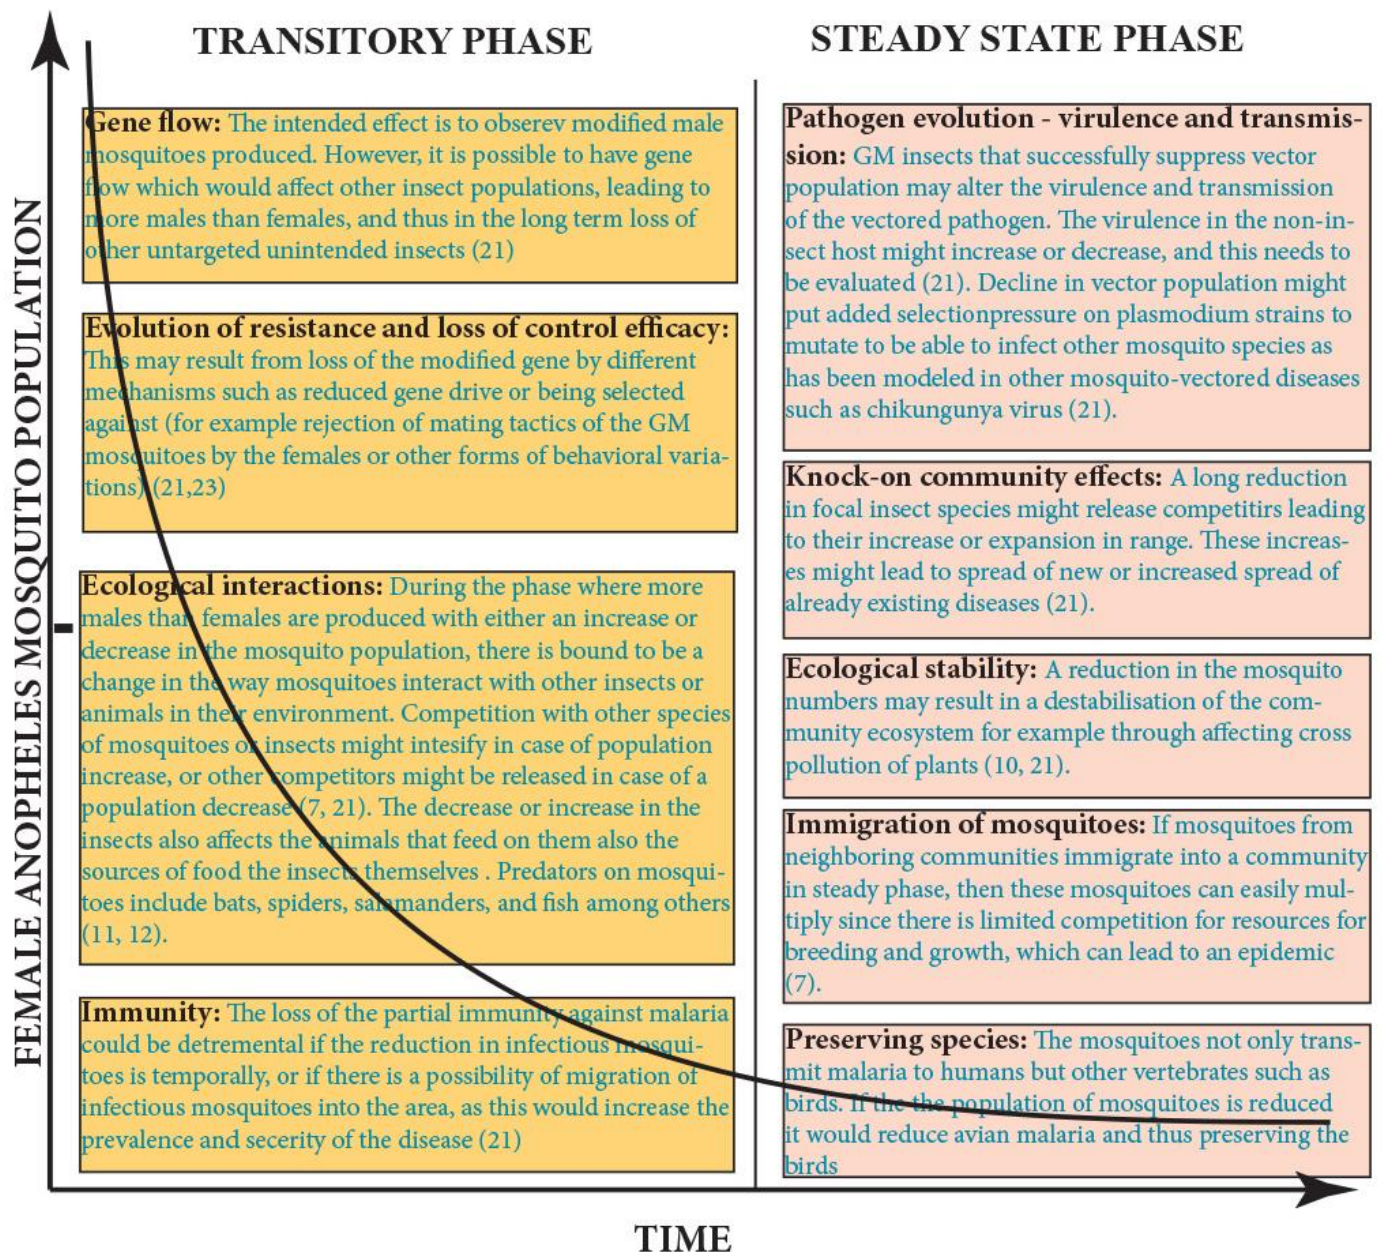 TRANSITORY PHASE
STEADY STATE PHASE
FEMALE ANOPHELES MOSQUITO POPULATION
Gene flow: The intended effect is to obserev modified male
mosquitoes produced. However, it is possible to have gene
flow which would affect other insect populations, leading to
more males than females, and thus in the long term loss of
other untargeted unintended insects (21)
Evolution of resistance and loss of control efficacy:
This may result from loss of the modified gene by different
mechanisms such as reduced gene drive or being selected
against (for example rejection of mating tactics of the GM
mosquitoes by the females or other forms of behavioral varia-
tions) (21,23)
Ecological interactions: During the phase where more
males than females are produced with either an increase or
decrease in the mosquito population, there is bound to be a
change in the way mosquitoes interact with other insects or
animals in their environment. Competition with other species
of mosquitoes or insects might intesify in case of population
increase, or other competitors might be released in case of a
population decrease (7, 21). The decrease or increase in the
insects also affects the animals that feed on them also the
sources of food the insects themselves . Predators on mosqui-
toes include bats, spiders, salamanders, and fish among others
(11, 12).
Immunity: The loss of the partial immunity against malaria
could be detremental if the reduction in infectious mosqui-
toes is temporally, or if there is a possibility of migration of
infectious mosquitoes into the area, as this would increase the
prevalence and secerity of the disease (21)
Pathogen evolution - virulence and transmis-
sion: GM insects that successfully suppress vector
population may alter the virulence and transmission
of the vectored pathogen. The virulence in the non-in-
sect host might increase or decrease, and this needs to
be evaluated (21). Decline in vector population might
put added selectionpressure on plasmodium strains to
mutate to be able to infect other mosquito species as
has been modeled in other mosquito-vectored diseases
such as chikungunya virus (21).
Knock-on community effects: A long reduction
in focal insect species might release competitirs leading
to their increase or expansion in range. These increas-
es might lead to spread of new or increased spread of
already existing diseases (21).
Ecological stability: A reduction in the mosquito
numbers may result in a destabilisation of the com-
munity ecosystem for example through affecting cross
pollution of plants (10, 21).
Immigration of mosquitoes: If mosquitoes from
neighboring communities immigrate into a community
in steady phase, then these mosquitoes can easily mul-
tiply since there is limited competition for resources for
breeding and growth, which can lead to an epidemic
(7).
Preserving species: The mosquitoes not only trans-
mit malaria to humans but other vertebrates such as
birds. If the the population of mosquitoes is reduced
it would reduce avian malaria and thus preserving the
birds
TIME